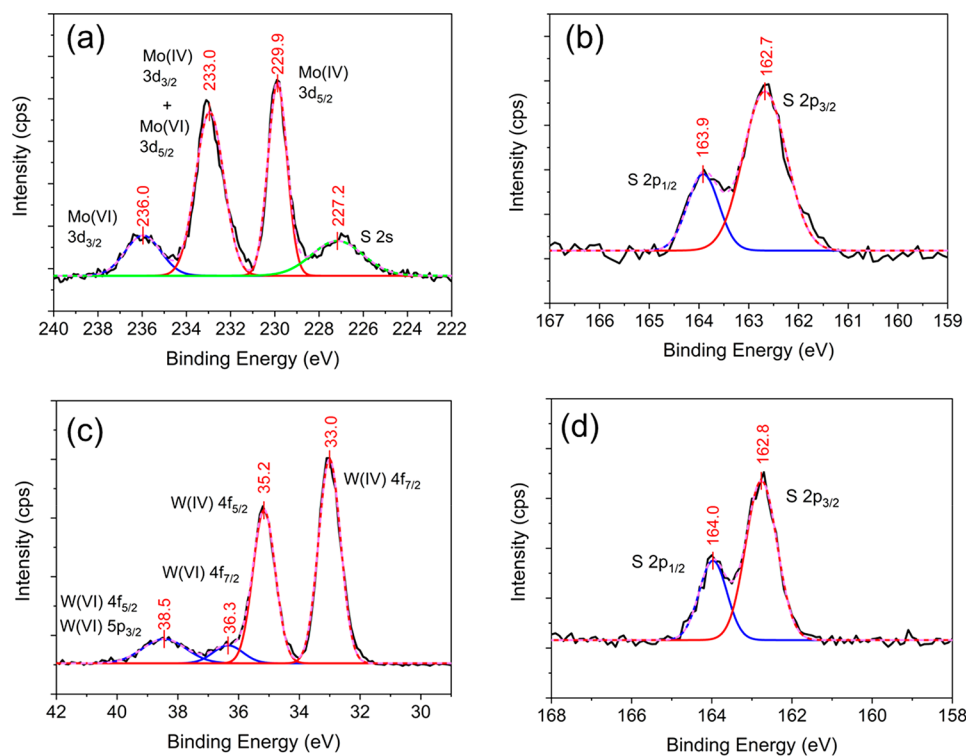 (a)
Mo(IV)
3d3/2
+
Mo(VI)
3d5/2
233.0
229.9
Mo(IV)
3d5/2
Mo(VI)
3d3/2
236.0
227.2
S 2s
Intensity (cps)
240 238 236 235 233 231 229 227 226 224 222
Binding Energy (eV)
(b)
162.7
S 2p3/2
163.9
S 2p1/2
Intensity (cps)
167 166 165 164 163 162 161 160 159
Binding Energy (eV)
(c)
33.0
W(IV) 4f7/2
35.2
W(IV) 4f5/2
W(VI) 4f7/2
36.3
W(VI) 4f5/2
W(VI) 5p3/2
38.5
Intensity (cps)
42 40 38 36 34 32 30
Binding Energy (eV)
(d)
162.8
S 2p3/2
164.0
S 2p1/2
Intensity (cps)
168 166 164 162 160 158
Binding Energy (eV)